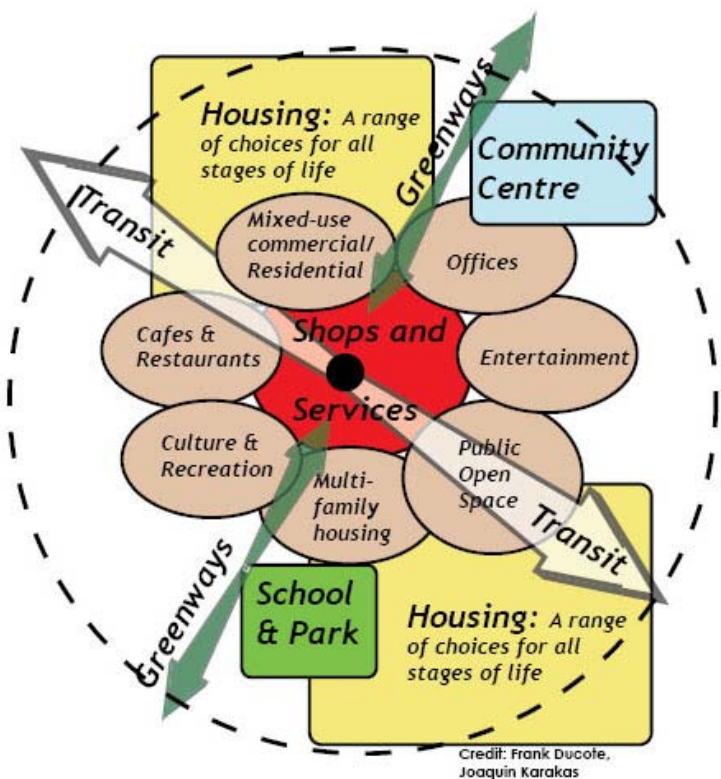 Housing: A range
of choices for all
stages of life
Greenways
Community
Centre
Transit
Mixed-use
commercial/
Residential
Offices
Shops and
Services
Cafes &
Restaurants
Entertainment
Culture &
Recreation
Multi-
family
housing
Public
Open
Space
Transit
Greenways
School
& Park
Housing: A range
of choices for all
stages of life
Credit: Frank Ducote,
Joaquin Karakas